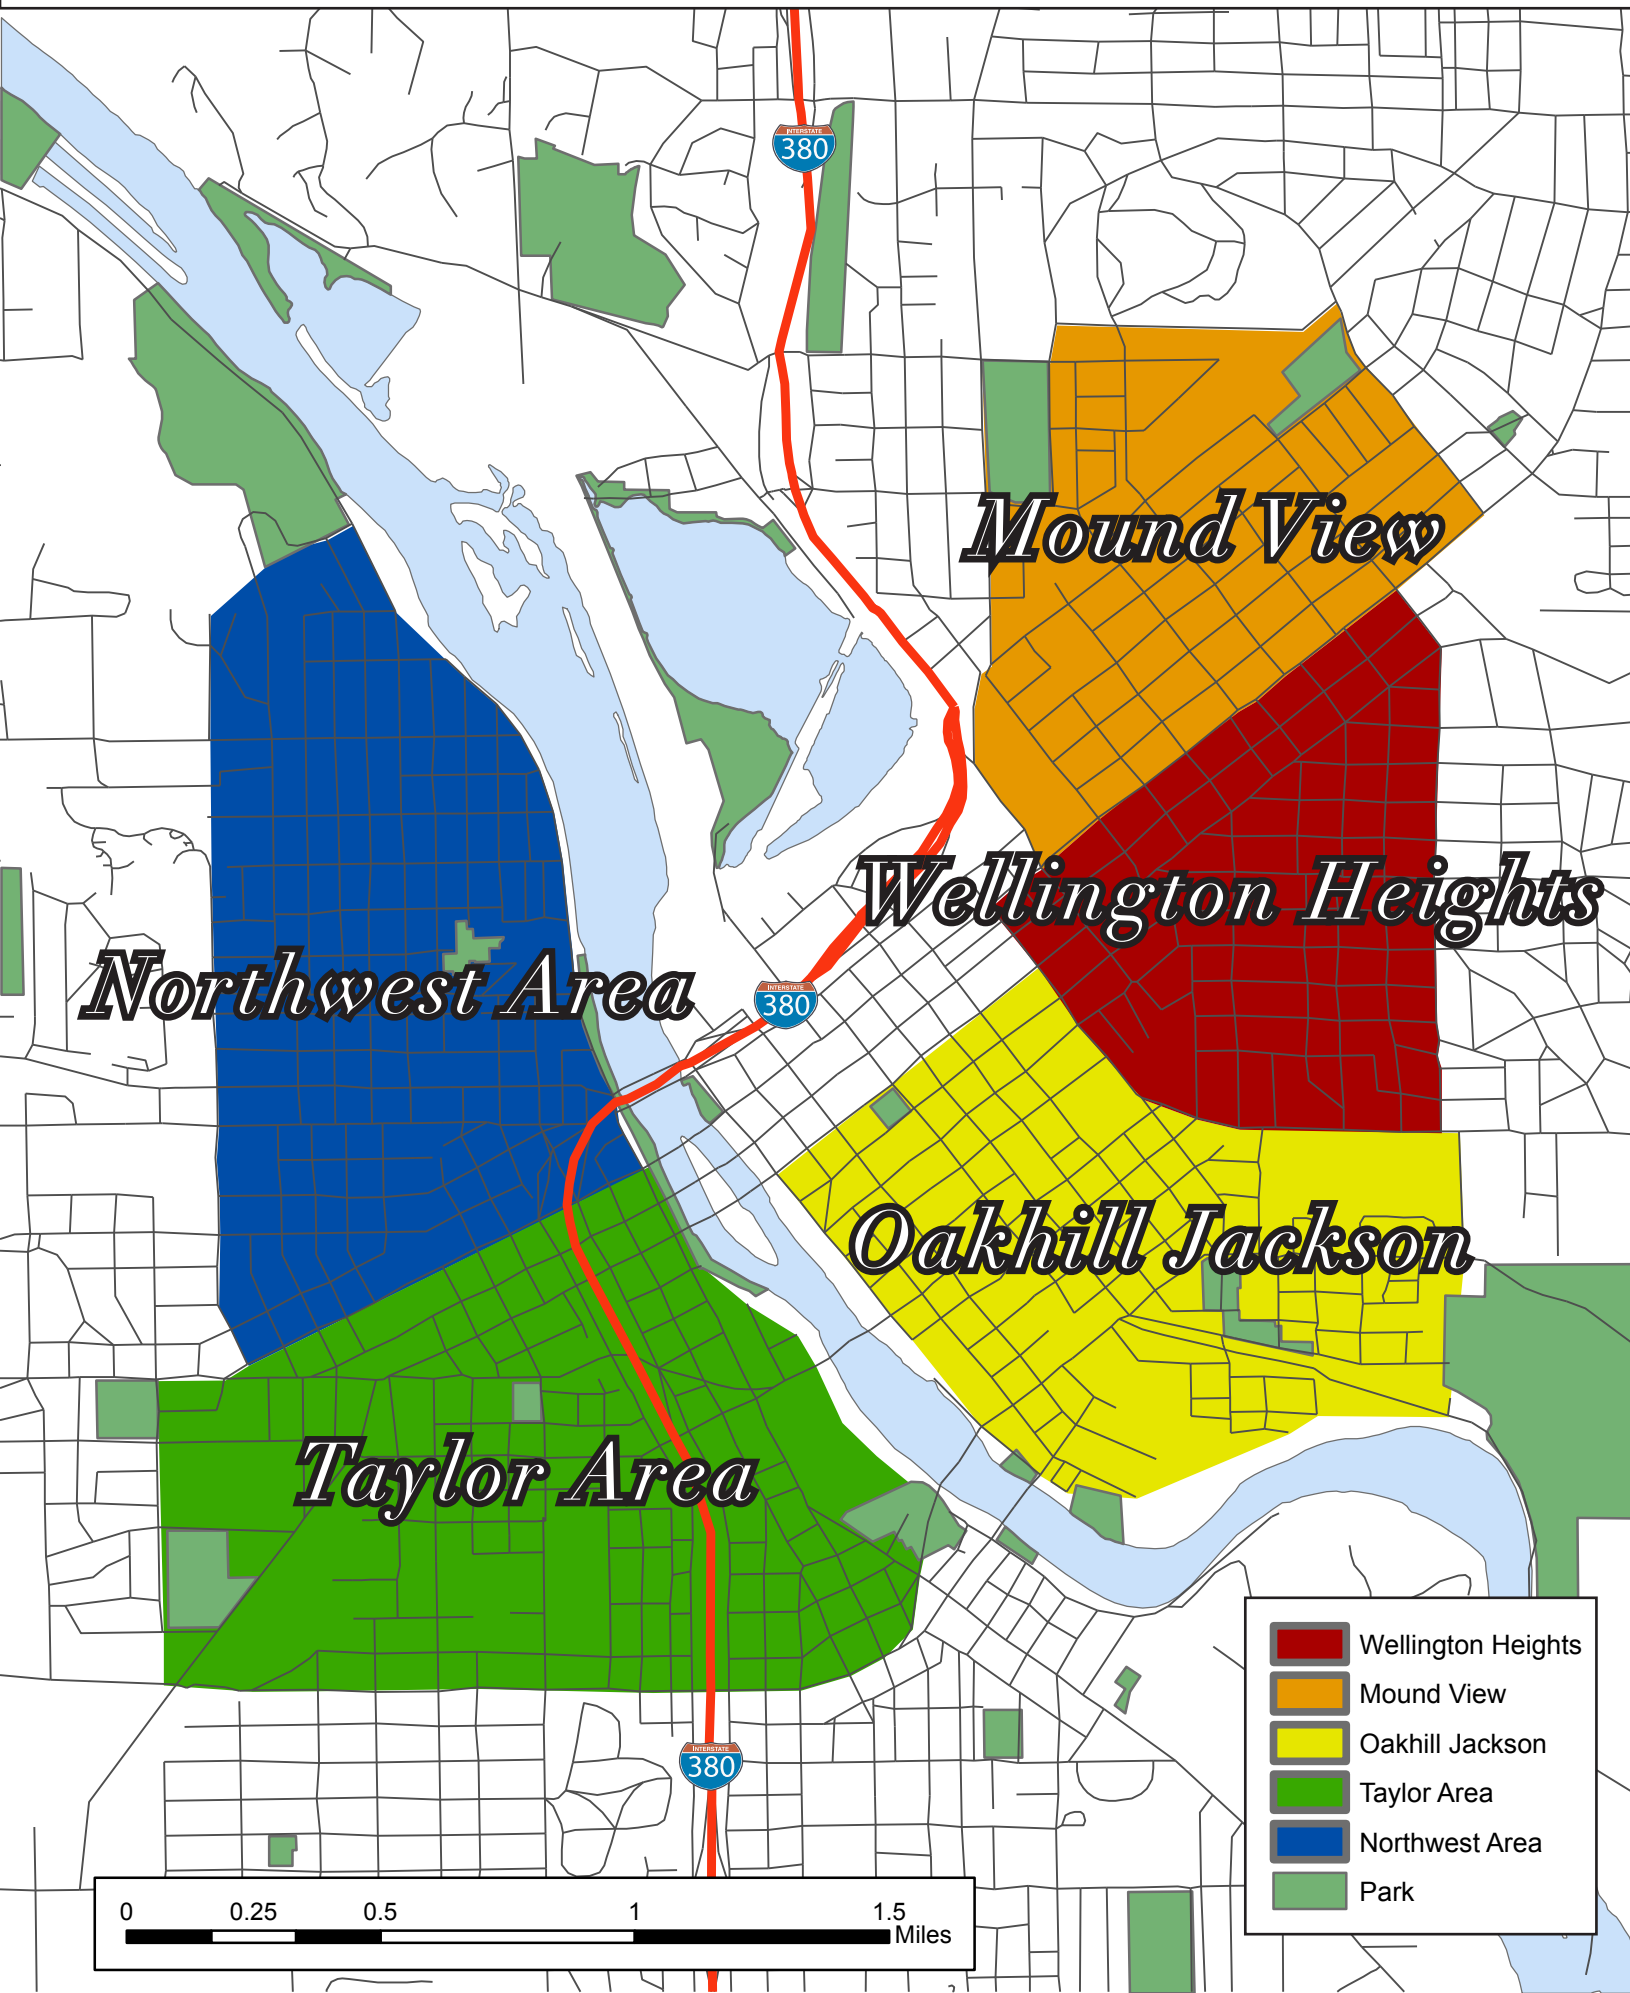 INTERSTATE
380
Mound View
Wellington Heights
Northwest Area
INTERSTATE
380
Oakhill Jackson
Taylor Area
INTERSTATE
380
Wellington Heights
Mound View
Oakhill Jackson
Taylor Area
Northwest Area
Park
0 0.25 0.5 1 1.5
Miles